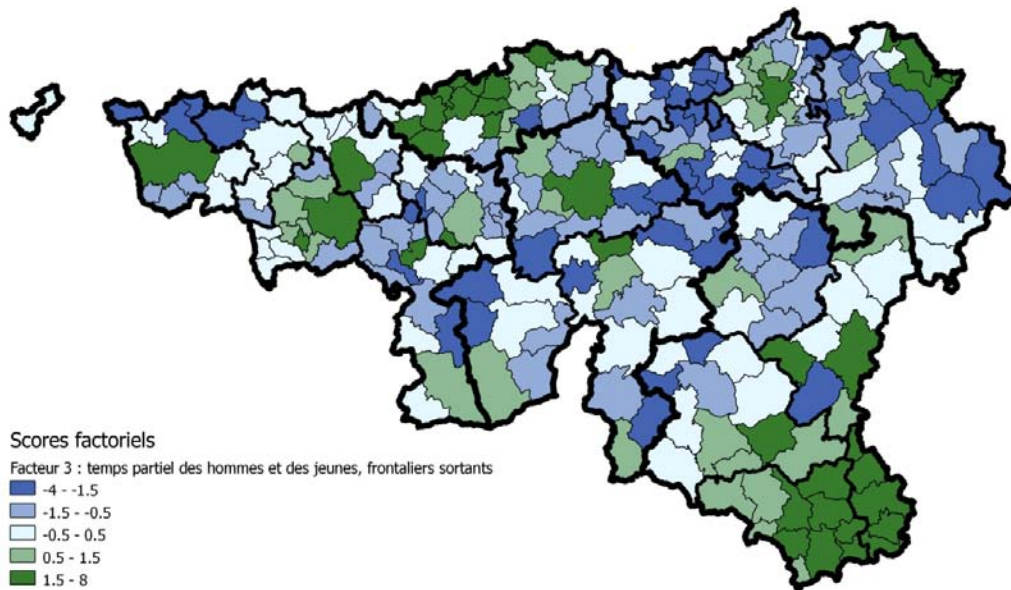 Scores factoriels
Facteur 3 : temps partiel des hommes et des jeunes, frontaliers sortants
-4 - -1.5
-1.5 - -0.5
-0.5 - 0.5
0.5 - 1.5
1.5 - 8